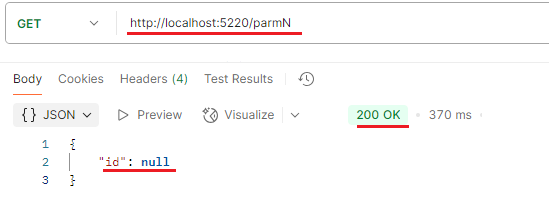 GET http://localhost:5220/parmN
Body Cookies Headers (4) Test Results
{} JSON Preview Visualize 200 OK • 370 ms •
1 {
2 "id": null
3 }